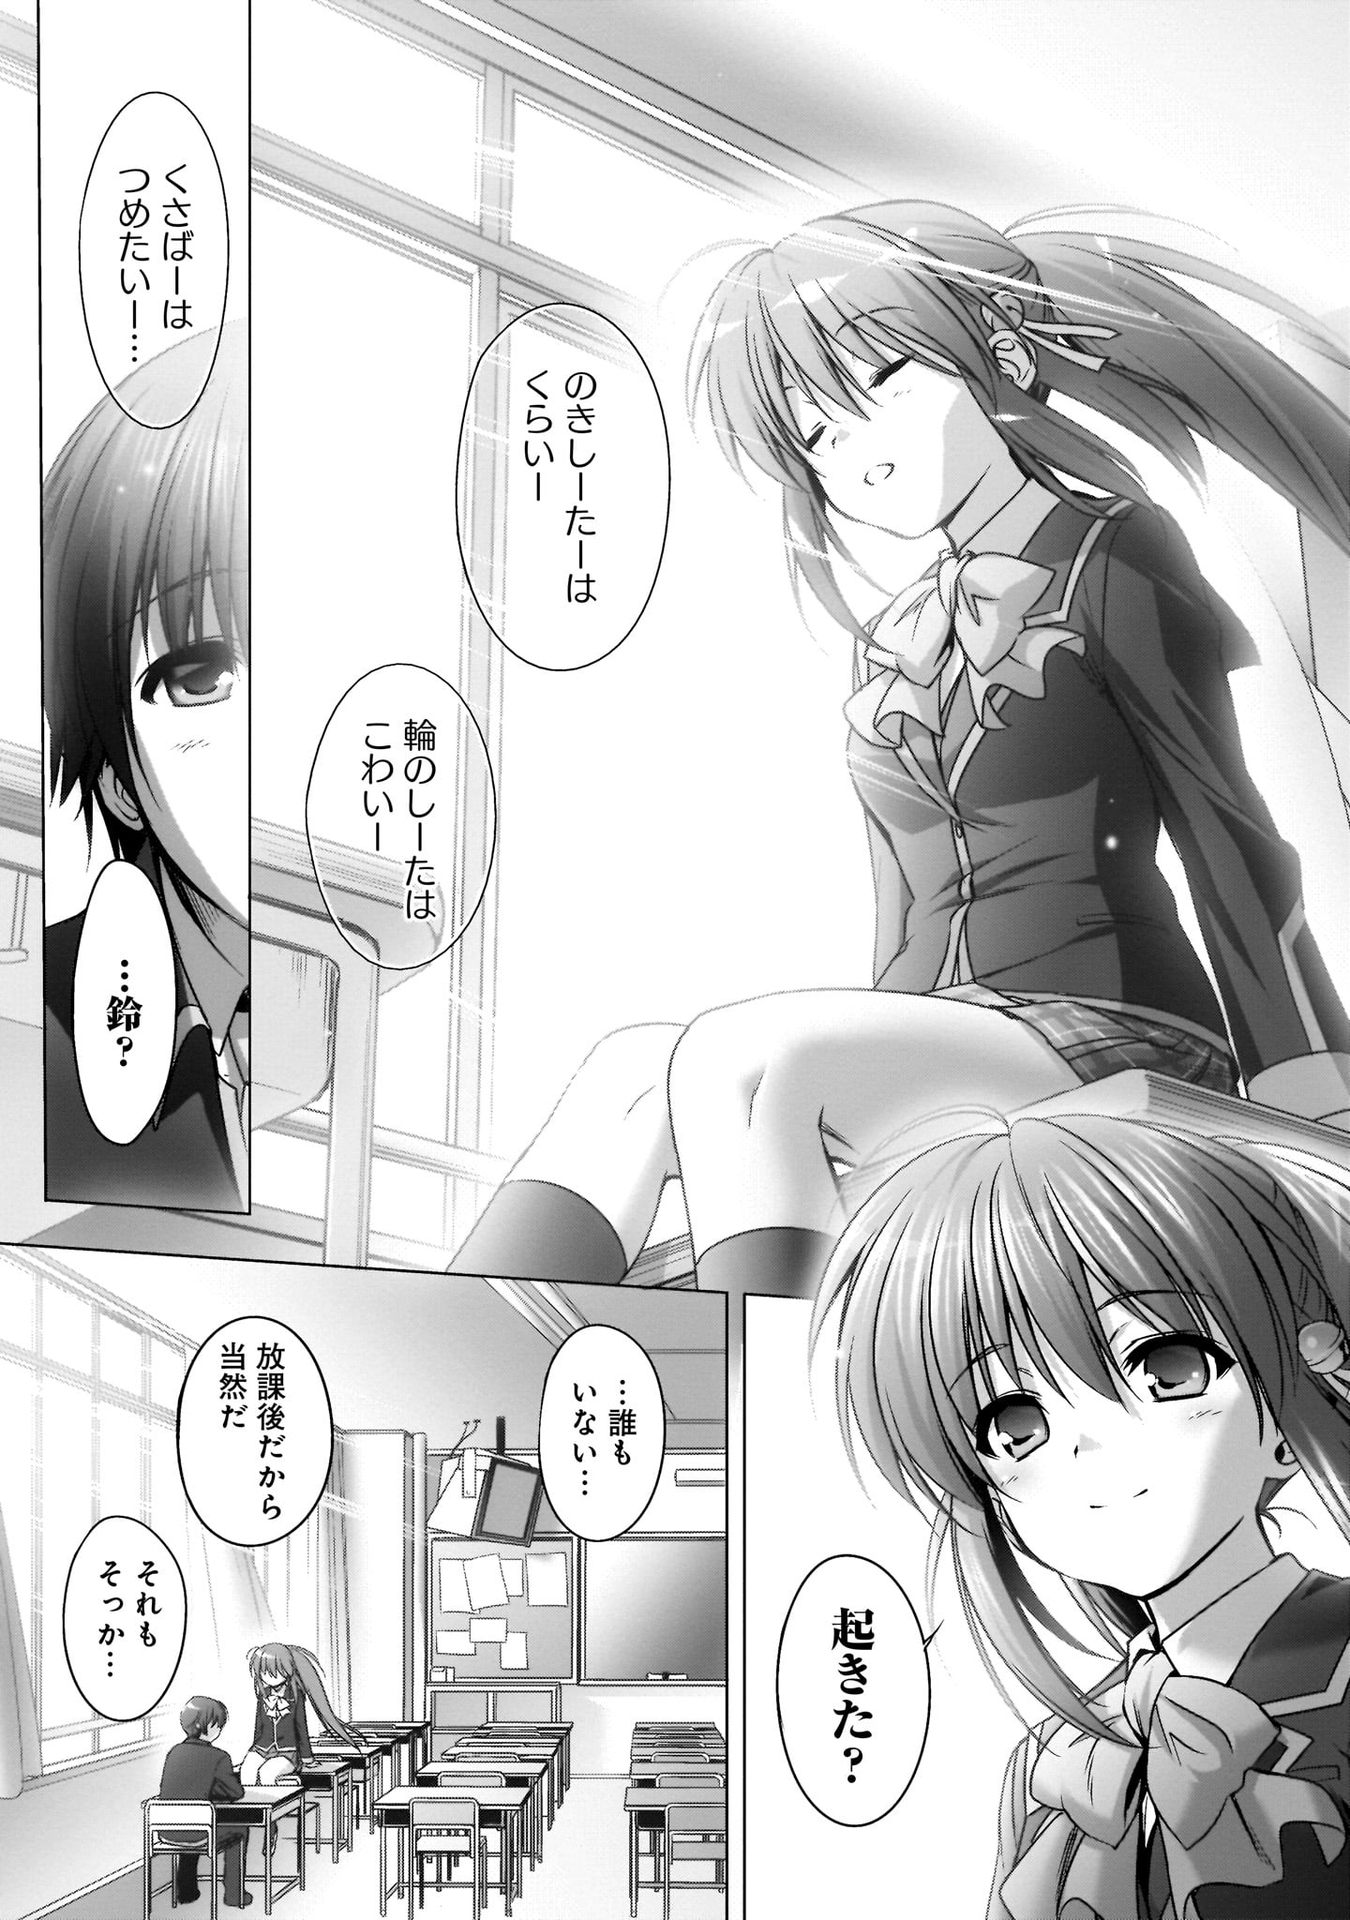 のきしーたーは
くらいー
輪のしーたは
こわいー
くさばーは
つめたいー…
…鈴?
起きた?
…誰も
いない…
放課後だから
当然だ
それも
そっか…